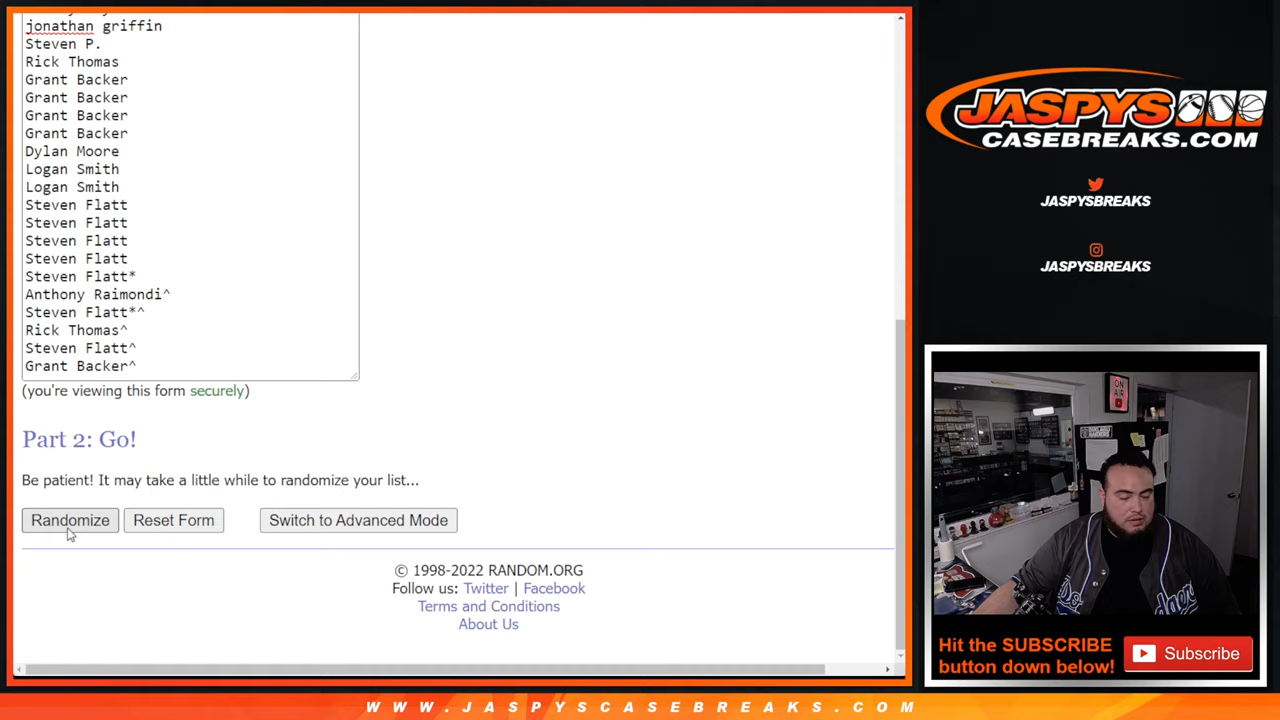 jonathan griffin
Steven P.
Rick Thomas
Grant Backer
Grant Backer
Grant Backer
Grant Backer
Dylan Moore
Logan Smith
Logan Smith
Steven Flatt
Steven Flatt
Steven Flatt
Steven Flatt
Steven Flatt*
Anthony Raimondi^
Steven Flatt*^
Rick Thomas^
Steven Flatt^
Grant Backer^
(you're viewing this form securely)
Part 2: Go!
Be patient! It may take a little while to randomize your list...
Randomize Reset Form Switch to Advanced Mode
© 1998-2022 RANDOM.ORG
Follow us: Twitter | Facebook
Terms and Conditions
About Us
JASPYS
CASEBREAKS.COM
JASPYSBREAKS
JASPYSBREAKS
ON
AIR
Hit the SUBSCRIBE
button down below!
Subscribe
WWW.JASPYSCASEBREAKS.COM